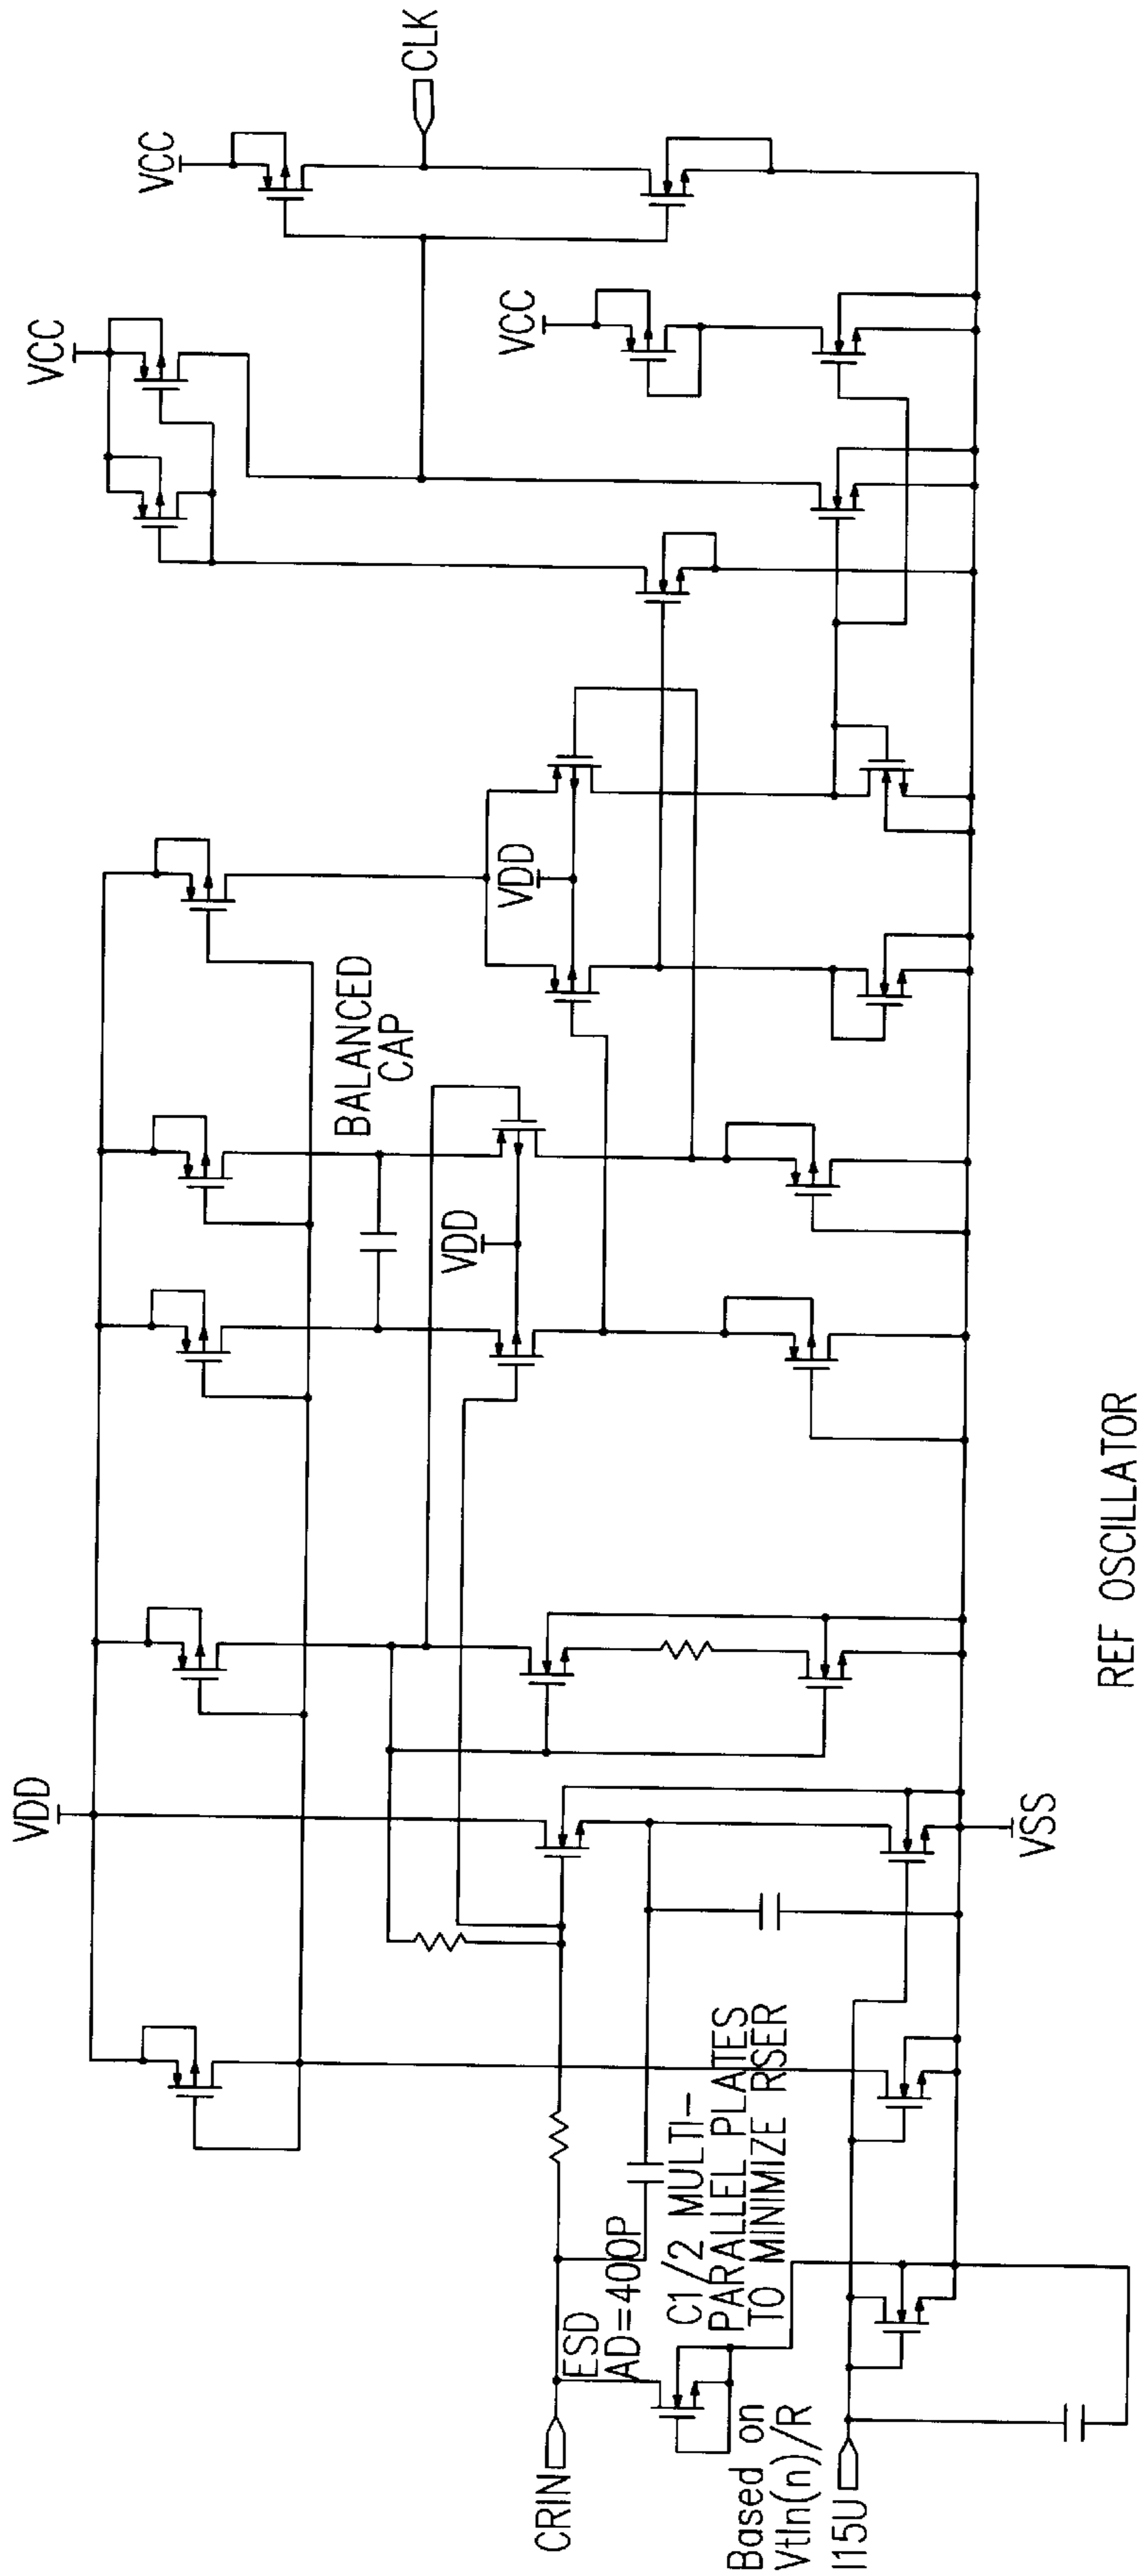 VCC
CLK
VCC
VCC
VDD
BALANCED
CAP
VDD
VDD
VSS
C1/2 MULTI-
PARALLEL PLATES
TO MINIMIZE RSER
ESD
AD=400P
CRIN
Based on
Vtln(n)/R
I15U
REF OSCILLATOR